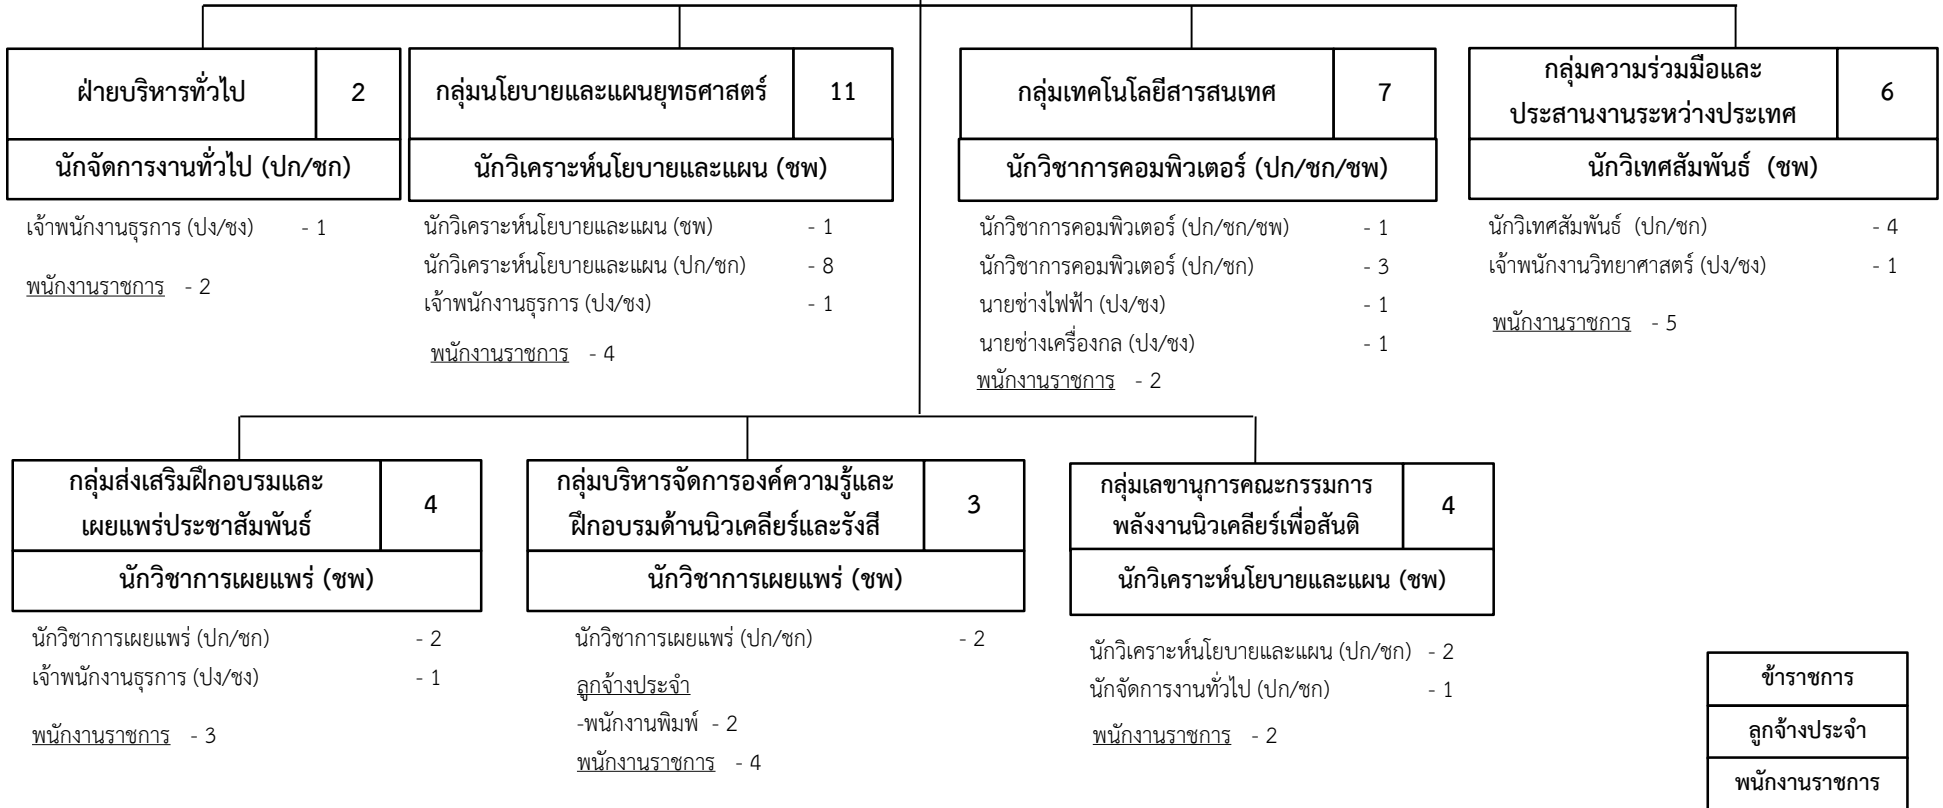 ฝ่ายบริหารทั่วไป 2
นักจัดการงานทั่วไป (ปก/ชก)
เจ้าพนักงานธุรการ (ปง/ชง) - 1
พนักงานราชการ - 2
กลุ่มนโยบายและแผนยุทธศาสตร์ 11
นักวิเคราะห์นโยบายและแผน (ชพ)
นักวิเคราะห์นโยบายและแผน (ชพ) - 1
นักวิเคราะห์นโยบายและแผน (ปก/ชก) - 8
เจ้าพนักงานธุรการ (ปง/ชง) - 1
พนักงานราชการ - 4
กลุ่มเทคโนโลยีสารสนเทศ 7
นักวิชาการคอมพิวเตอร์ (ปก/ชก/ชพ)
นักวิชาการคอมพิวเตอร์ (ปก/ชก/ชพ) - 1
นักวิชาการคอมพิวเตอร์ (ปก/ชก) - 3
นายช่างไฟฟ้า (ปง/ชง) - 1
นายช่างเครื่องกล (ปง/ชง) - 1
พนักงานราชการ - 2
กลุ่มความร่วมมือและ
ประสานงานระหว่างประเทศ 6
นักวิเทศสัมพันธ์ (ชพ)
นักวิเทศสัมพันธ์ (ปก/ชก) - 4
เจ้าพนักงานวิทยาศาสตร์ (ปง/ชง) - 1
พนักงานราชการ - 5
กลุ่มส่งเสริมฝึกอบรมและ
เผยแพร่ประชาสัมพันธ์ 4
นักวิชาการเผยแพร่ (ชพ)
นักวิชาการเผยแพร่ (ปก/ชก) - 2
เจ้าพนักงานธุรการ (ปง/ชง) - 1
พนักงานราชการ - 3
กลุ่มบริหารจัดการองค์ความรู้และ
ฝึกอบรมด้านนิวเคลียร์และรังสี 3
นักวิชาการเผยแพร่ (ชพ)
นักวิชาการเผยแพร่ (ปก/ชก) - 2
ลูกจ้างประจำ
-พนักงานพิมพ์ - 2
พนักงานราชการ - 4
กลุ่มเลขานุการคณะกรรมการ
พลังงานนิวเคลียร์เพื่อสันติ 4
นักวิเคราะห์นโยบายและแผน (ชพ)
นักวิเคราะห์นโยบายและแผน (ปก/ชก) - 2
นักจัดการงานทั่วไป (ปก/ชก) - 1
พนักงานราชการ - 2
ข้าราชการ
ลูกจ้างประจำ
พนักงานราชการ